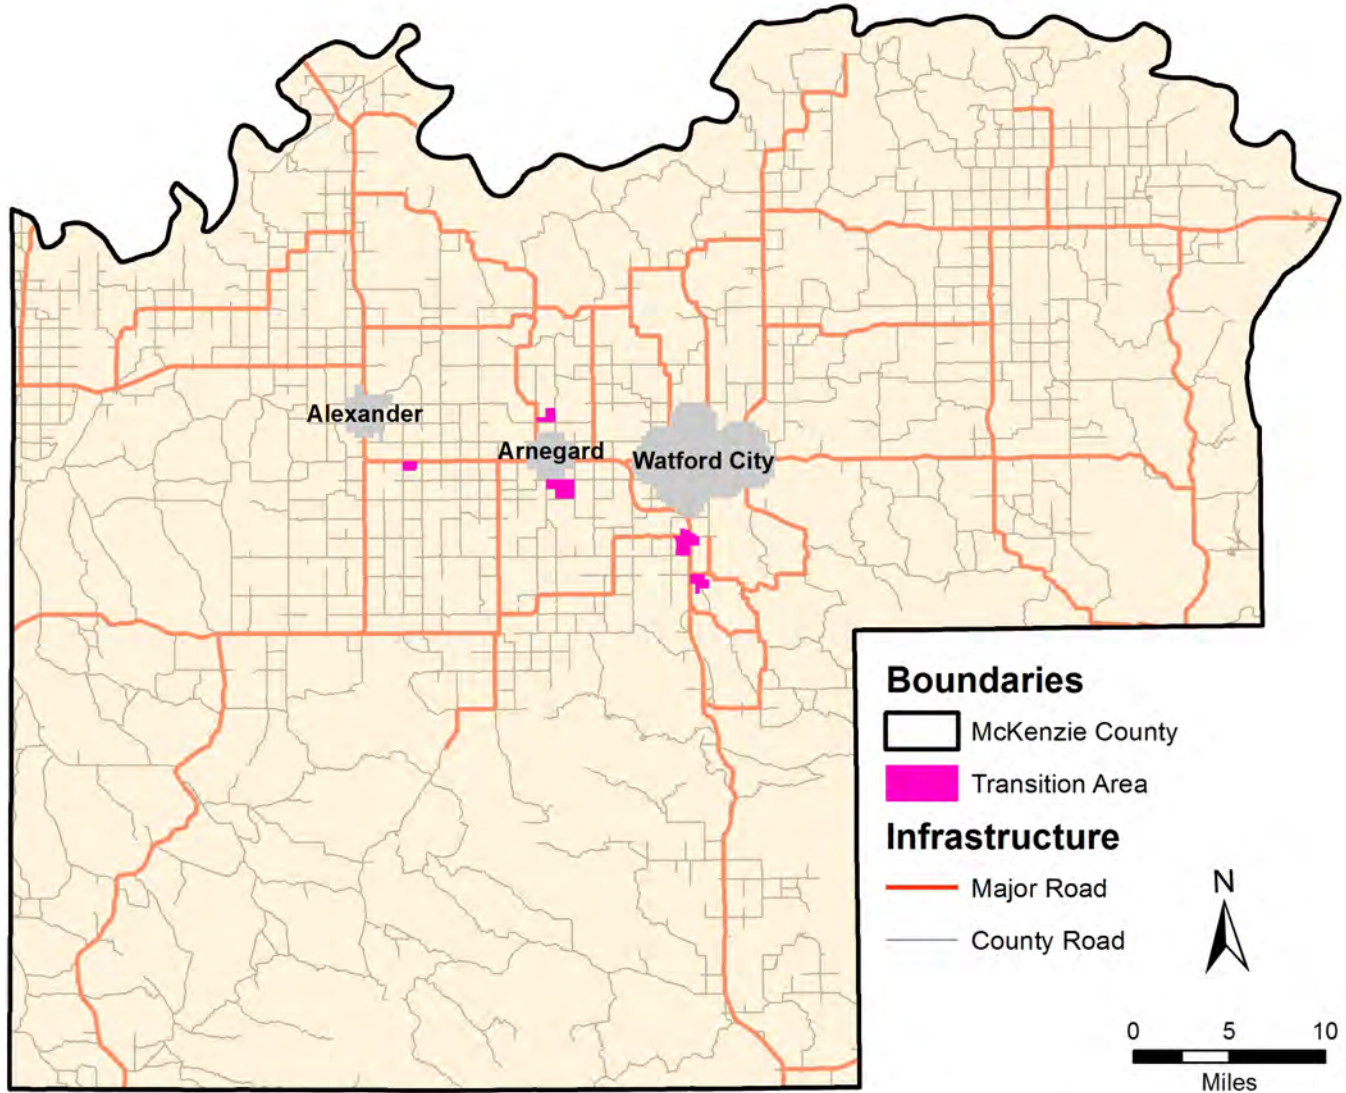 Alexander
Arnegard
Watford City
Boundaries
McKenzie County
Transition Area
Infrastructure
Major Road
County Road
N
0 5 10
Miles